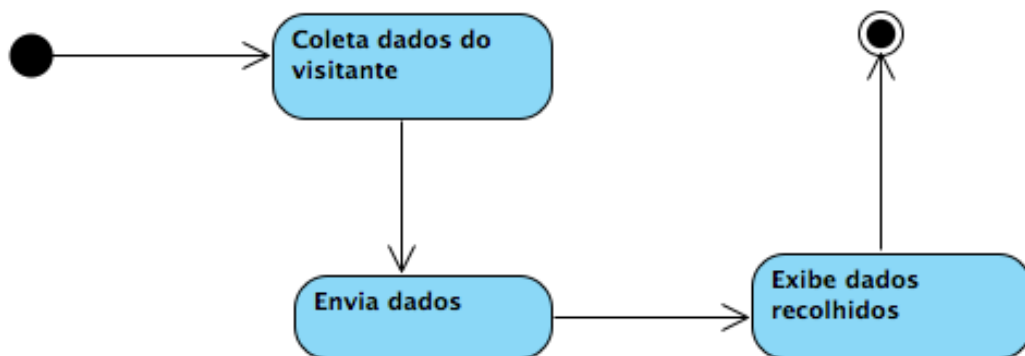 Coleta dados do
visitante
Envia dados
Exibe dados
recolhidos